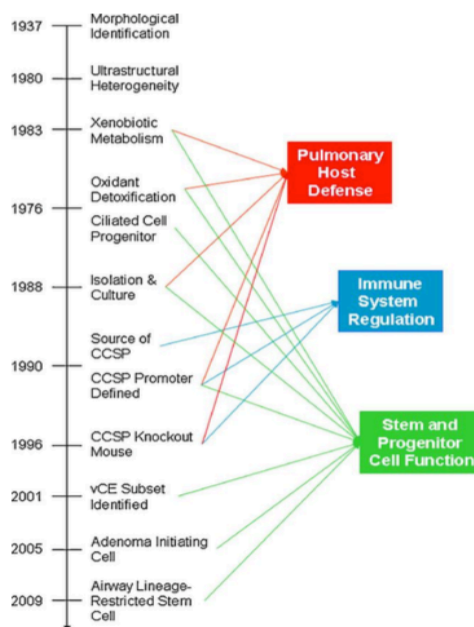 1937
Morphological
Identification
1980
Ultrastructural
Heterogeneity
1983
Xenobiotic
Metabolism
Oxidant
Detoxification
1976
Ciliated Cell
Progenitor
1988
Isolation &
Culture
Source of
CCSP
1990
CCSP Promoter
Defined
1996
CCSP Knockout
Mouse
2001
vCE Subset
Identified
2005
Adenoma Initiating
Cell
2009
Airway Lineage-
Restricted Stem
Cell
Pulmonary
Host
Defense
Immune
System
Regulation
Stem and
Progenitor
Cell Function